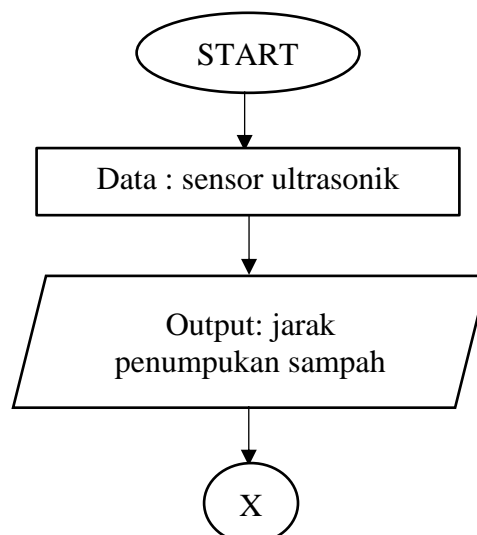 START
Data : sensor ultrasonik
Output: jarak
penumpukan sampah
X